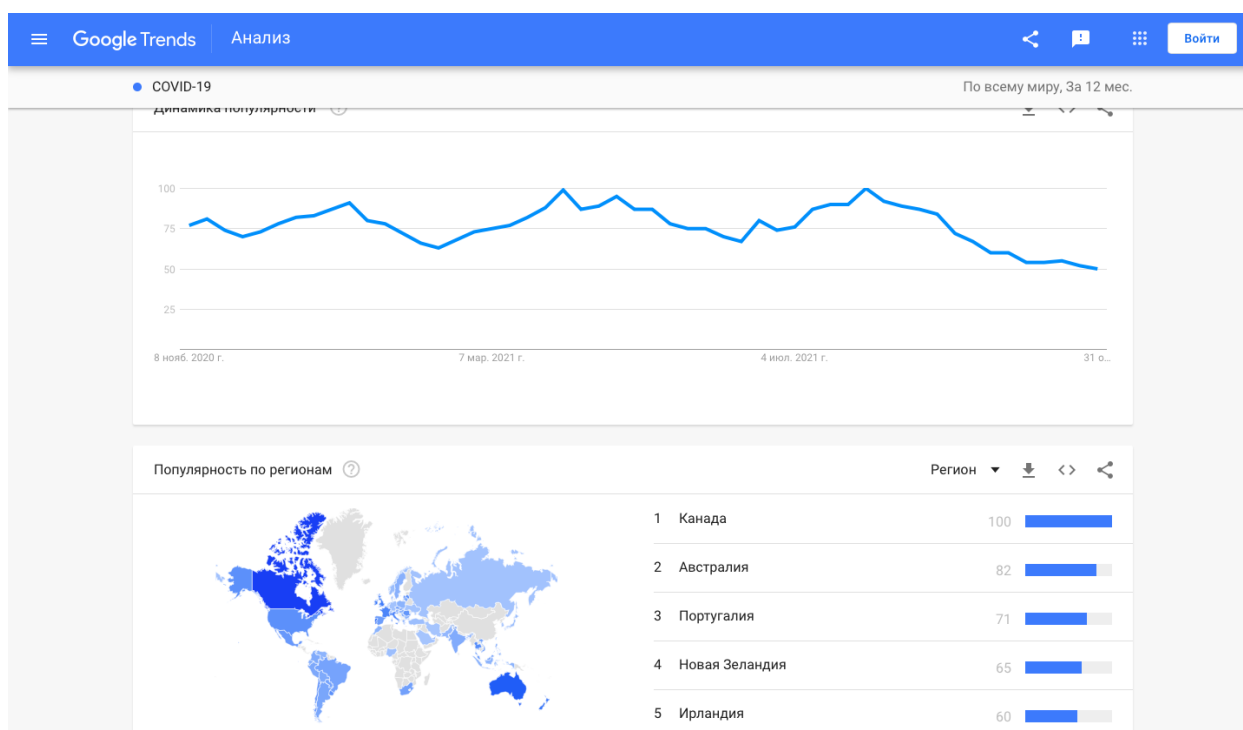 Google Trends Анализ Войти
COVID-19 По всему миру, За 12 мес.
Динамика популярности
100
75
50
25
8 нояб. 2020 г. 7 мар. 2021 г. 4 июл. 2021 г. 31 о...
Популярность по регионам Регион
1 Канада 100
2 Австралия 82
3 Португалия 71
4 Новая Зеландия 65
5 Ирландия 60